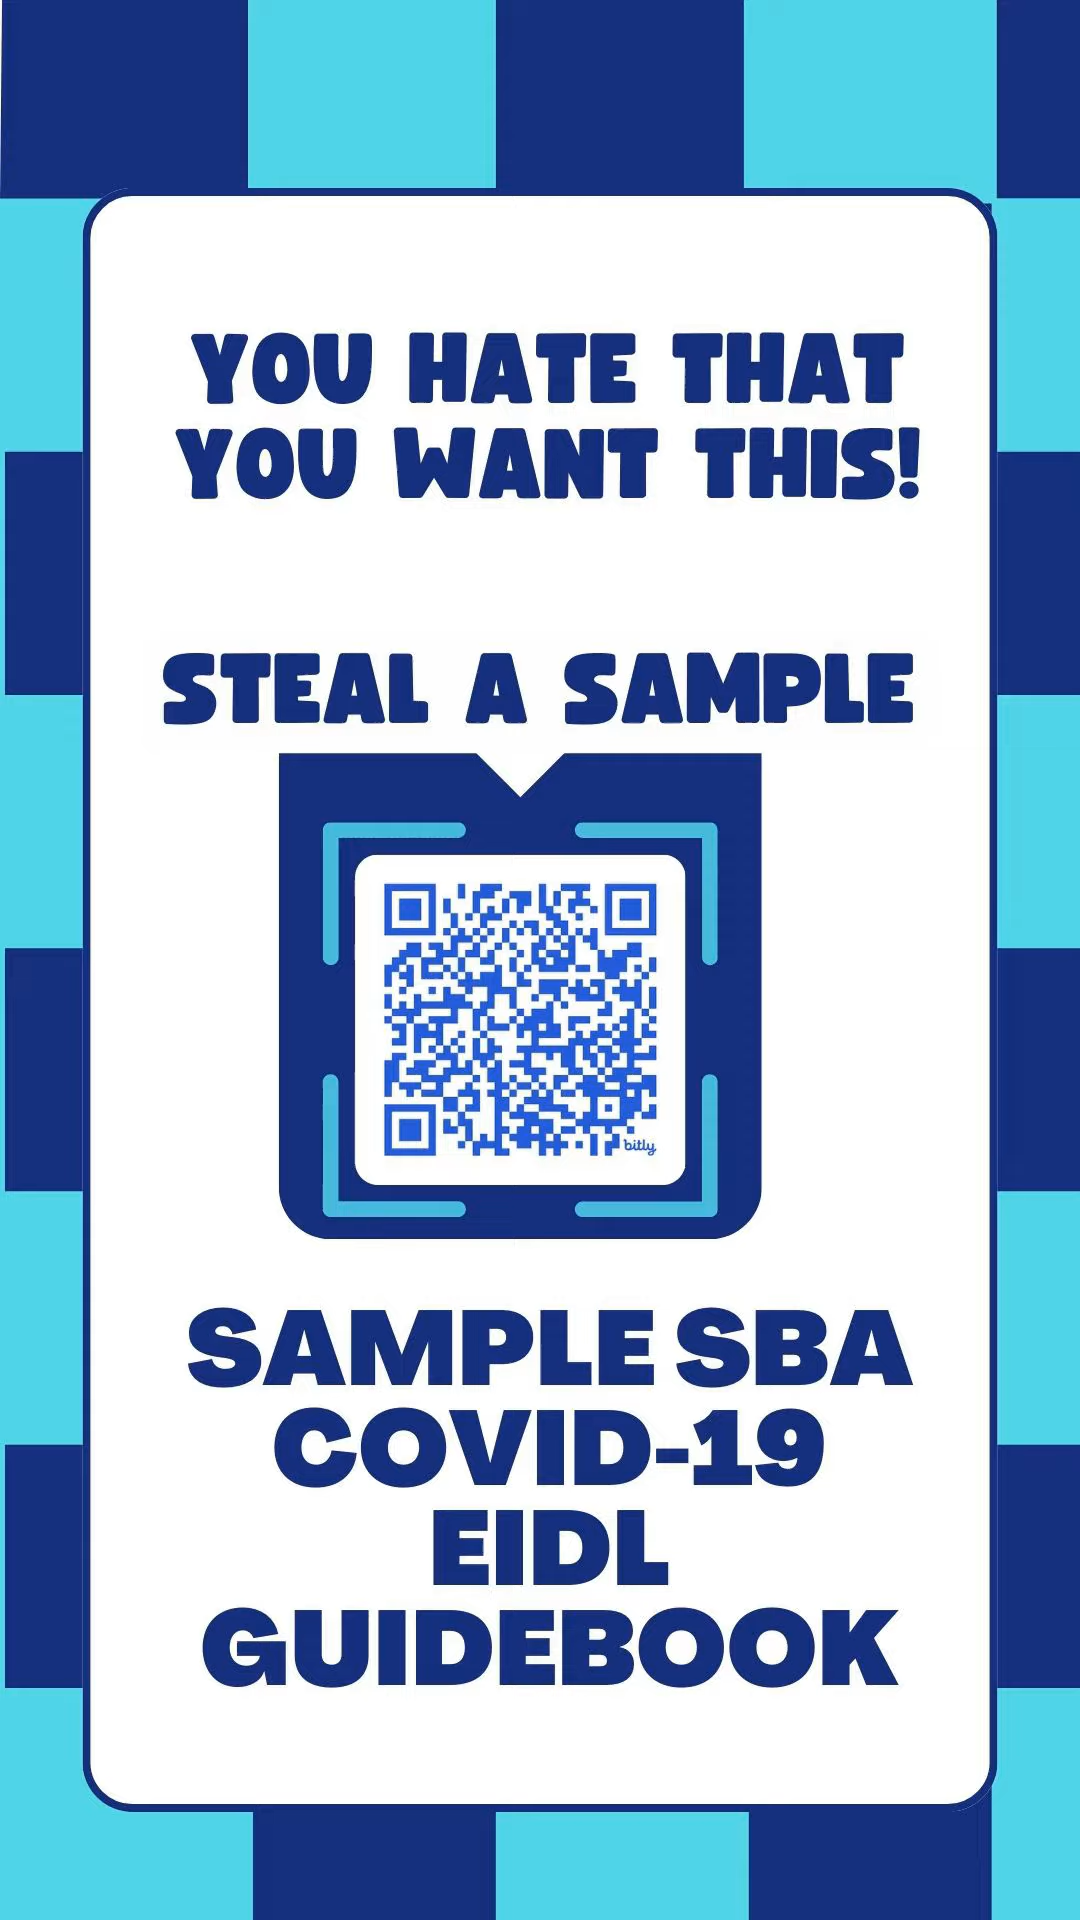 YOU HATE THAT
YOU WANT THIS!
STEAL A SAMPLE
bitly
SAMPLE SBA
COVID-19
EIDL
GUIDEBOOK